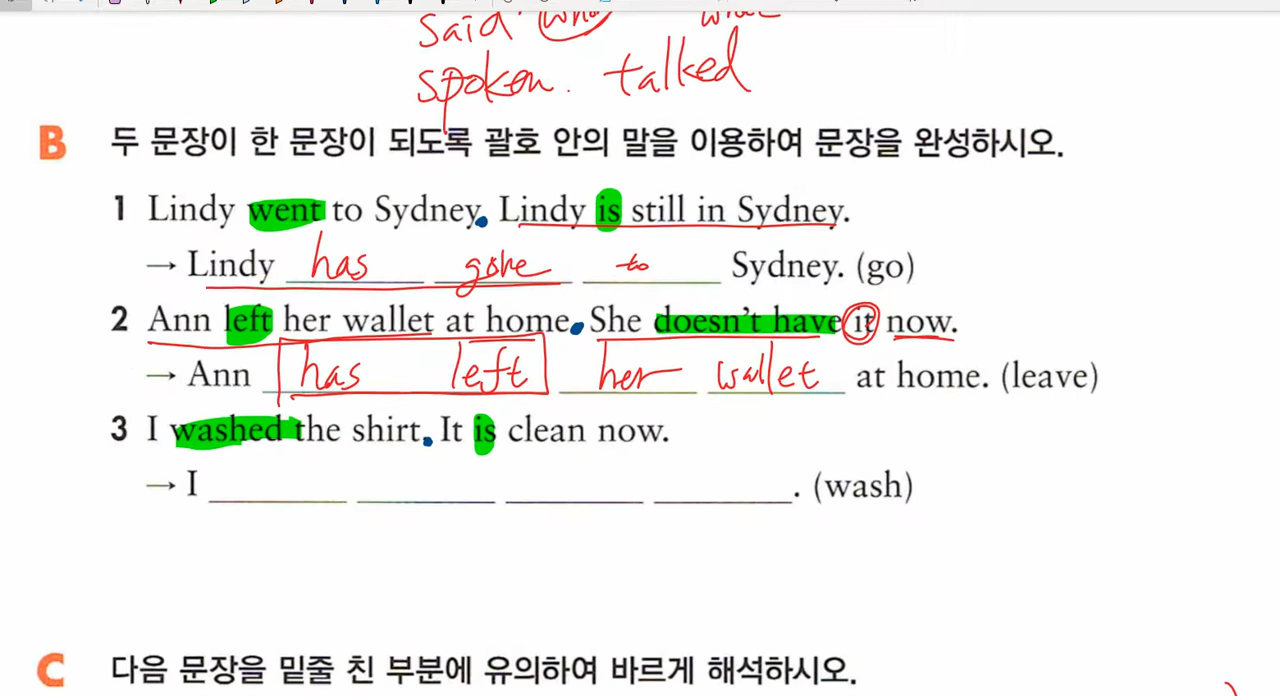 said who
spoken. talked
B 두 문장이 한 문장이 되도록 괄호 안의 말을 이용하여 문장을 완성하시오.
1 Lindy went to Sydney. Lindy is still in Sydney.
→ Lindy has gone to Sydney. (go)
2 Ann left her wallet at home. She doesn't have it now.
→ Ann has left her wallet at home. (leave)
3 I washed the shirt. It is clean now.
→ I ____ ____ ____ ____. (wash)
C 다음 문장을 밑줄 친 부분에 유의하여 바르게 해석하시오.